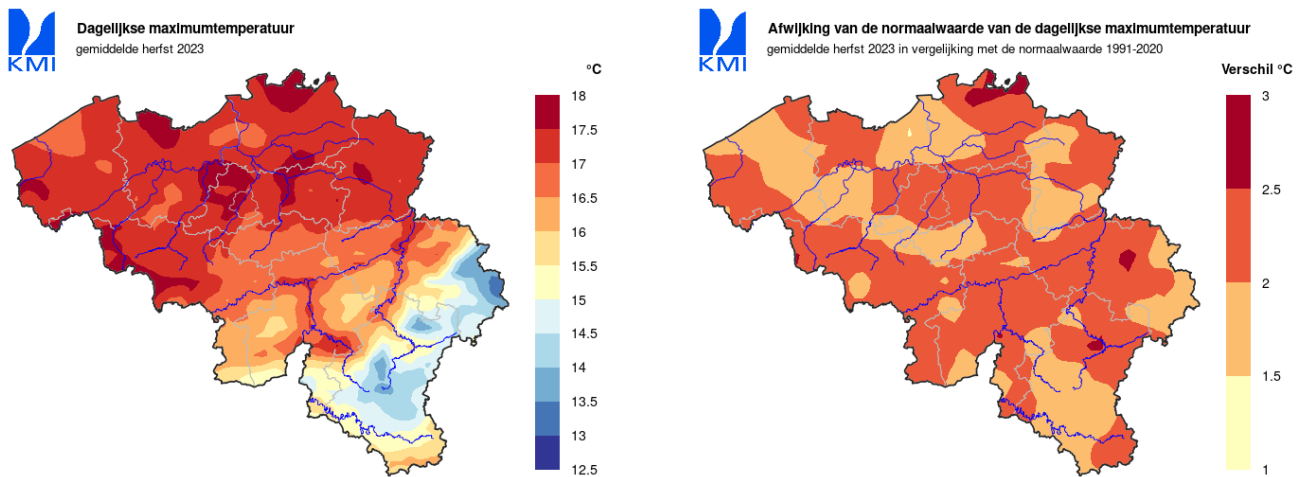 KMI
Dagelijkse maximumtemperatuur
gemiddelde herfst 2023
°C
18
17.5
17
16.5
16
15.5
15
14.5
14
13.5
13
12.5
KMI
Afwijking van de normaalwaarde van de dagelijkse maximumtemperatuur
gemiddelde herfst 2023 in vergelijking met de normaalwaarde 1991-2020
Verschil °C
3
2.5
2
1.5
1